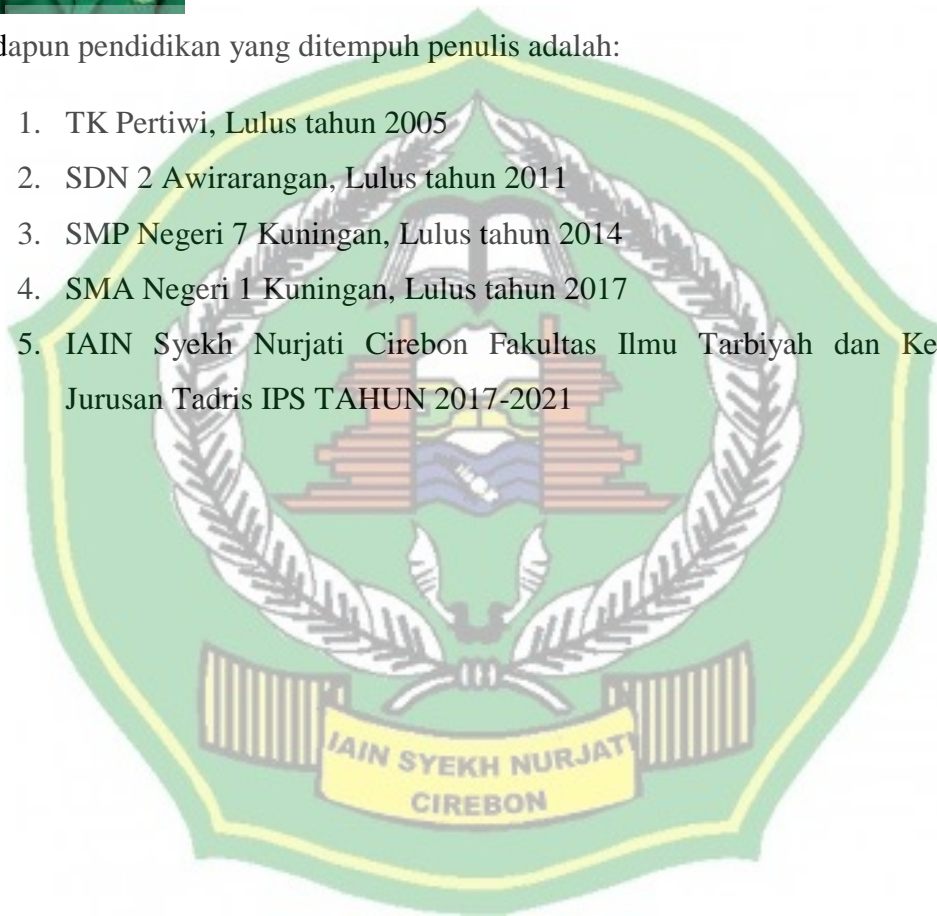 dapun pendidikan yang ditempuh penulis adalah:
1. TK Pertiwi, Lulus tahun 2005
2. SDN 2 Awirarangan, Lulus tahun 2011
3. SMP Negeri 7 Kuningan, Lulus tahun 2014
4. SMA Negeri 1 Kuningan, Lulus tahun 2017
5. IAIN Syekh Nurjati Cirebon Fakultas Ilmu Tarbiyah dan Ke
Jurusan Tadris IPS TAHUN 2017-2021
IAIN SYEKH NURJATI
CIREBON